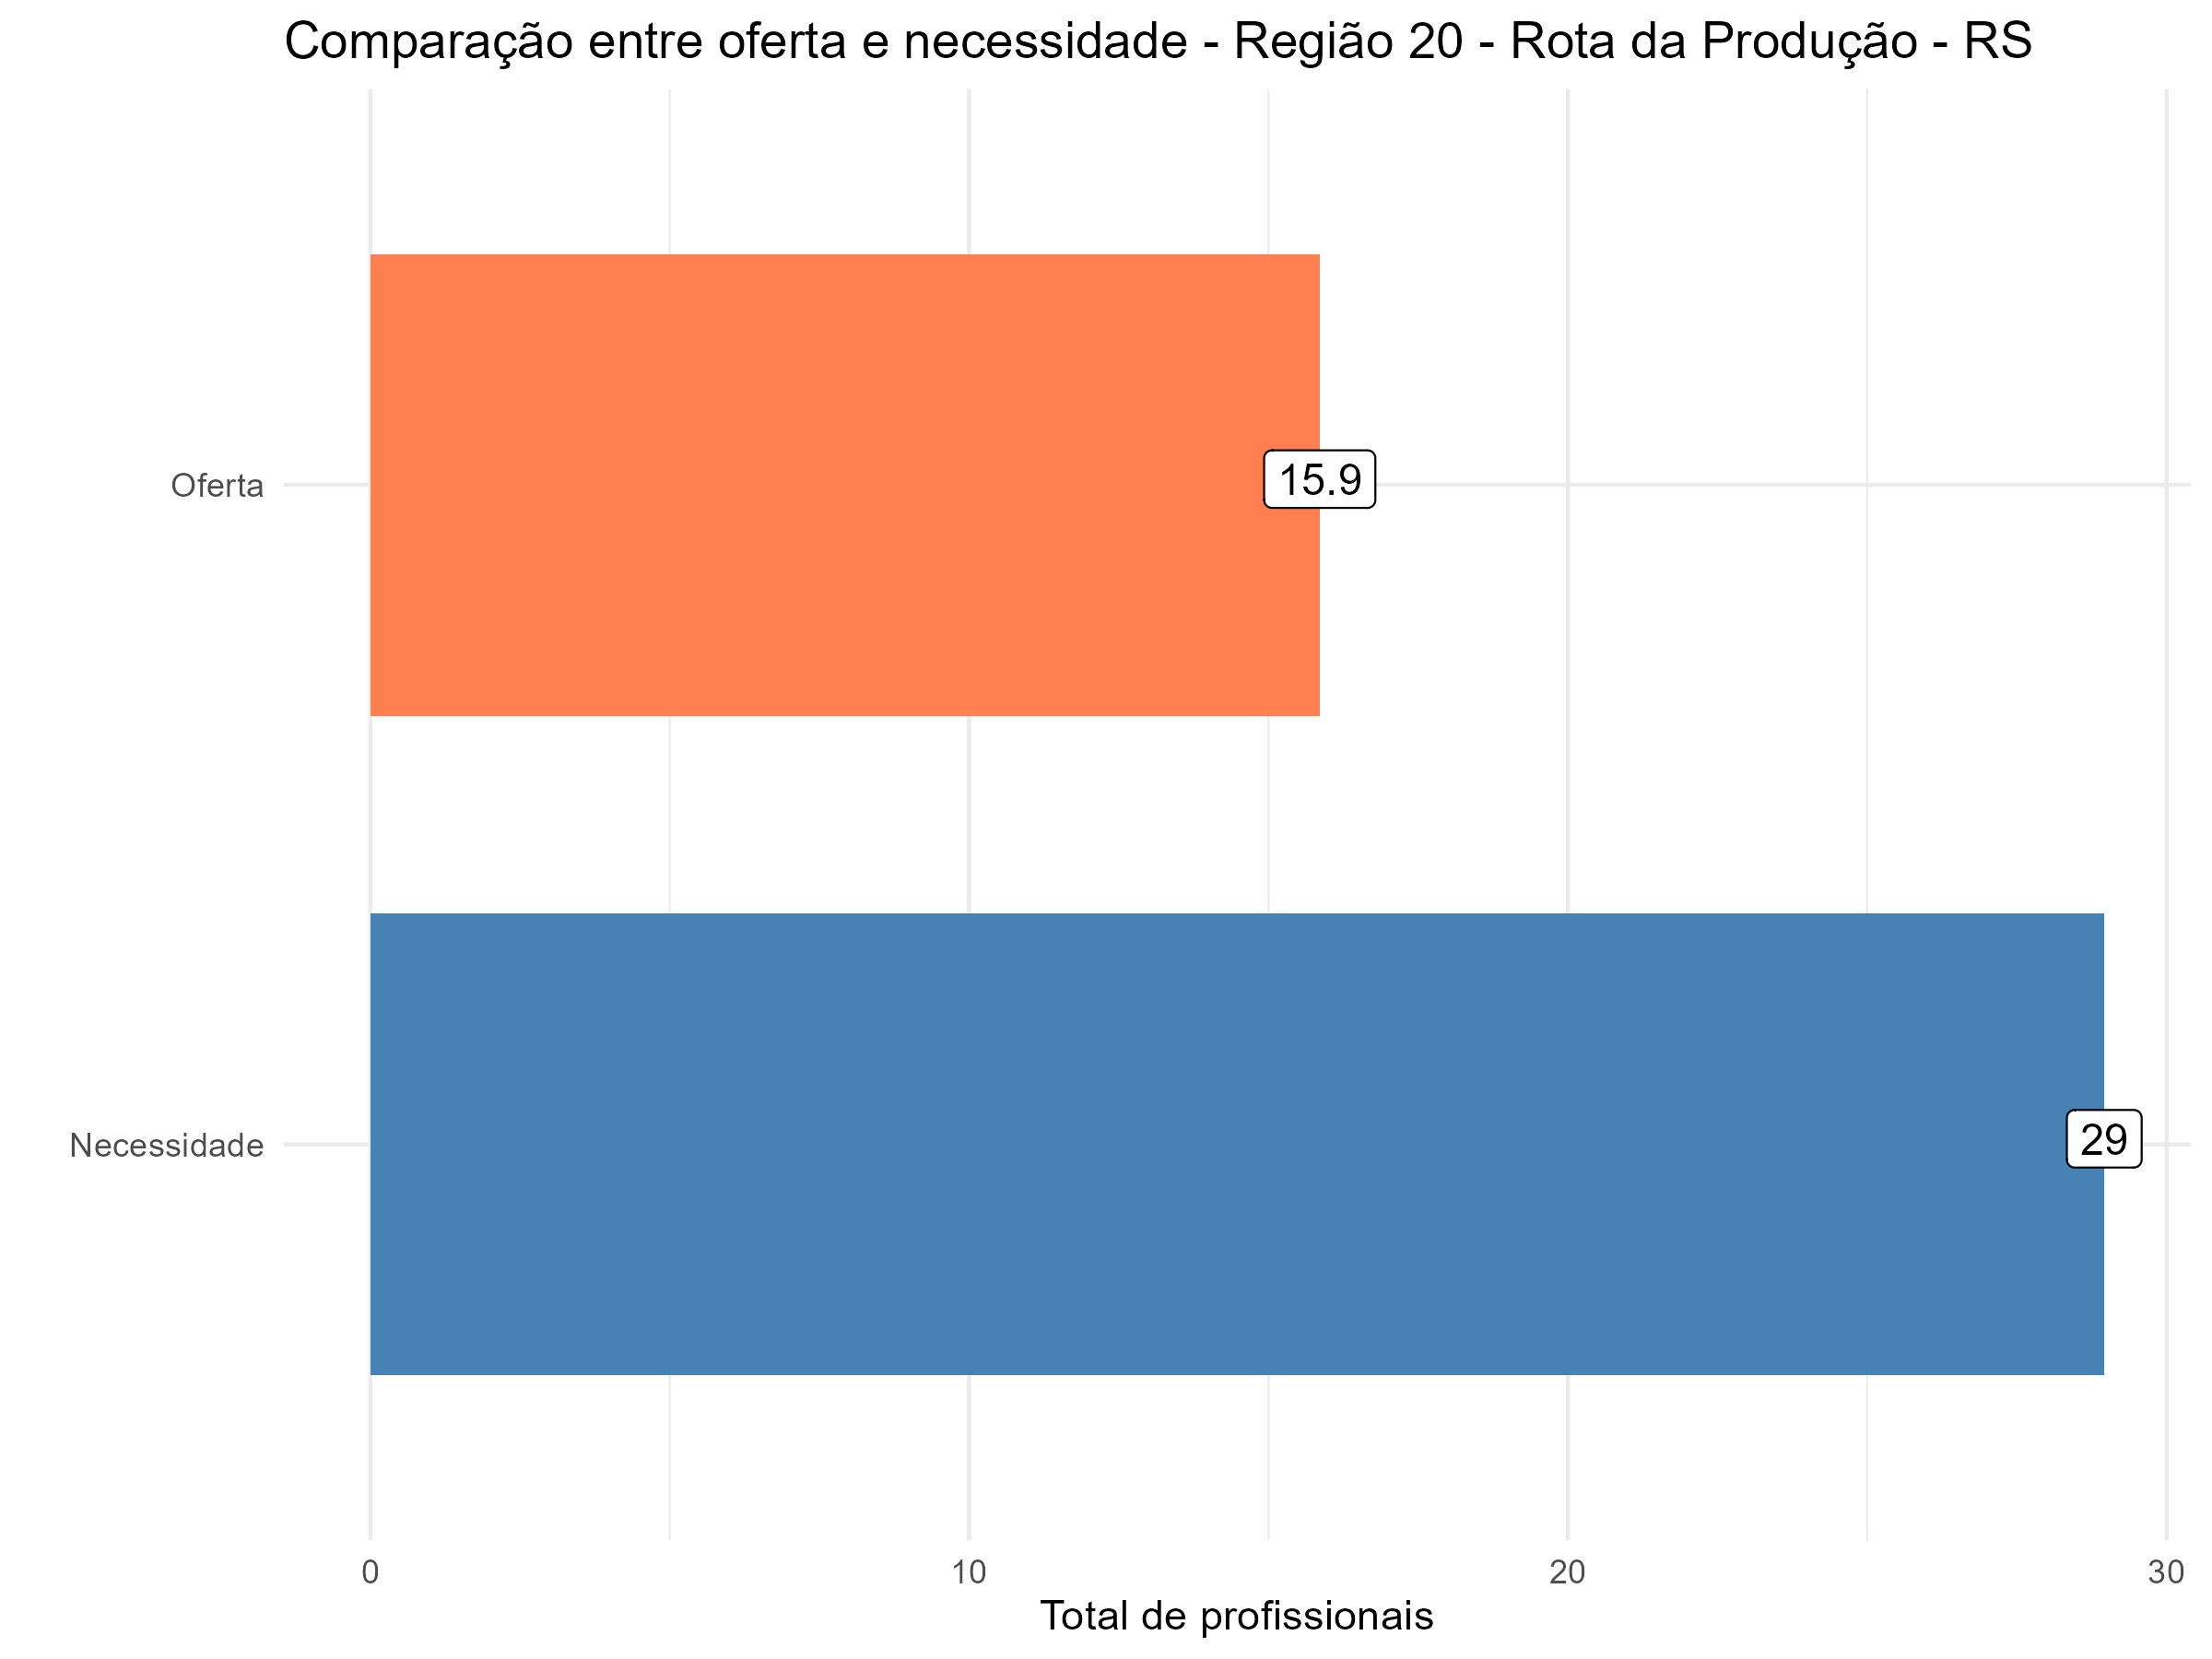 Comparação entre oferta e necessidade - Região 20 - Rota da Produção - RS
Oferta
15.9
Necessidade
29
0 10 20 30
Total de profissionais